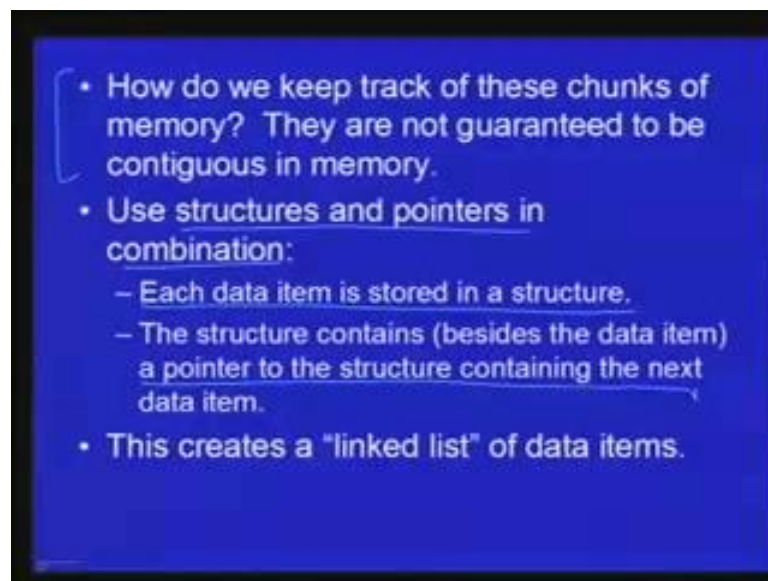 • How do we keep track of these chunks of
memory? They are not guaranteed to be
contiguous in memory.
• Use structures and pointers in
combination:
– Each data item is stored in a structure.
– The structure contains (besides the data item)
a pointer to the structure containing the next
data item.
• This creates a “linked list” of data items.